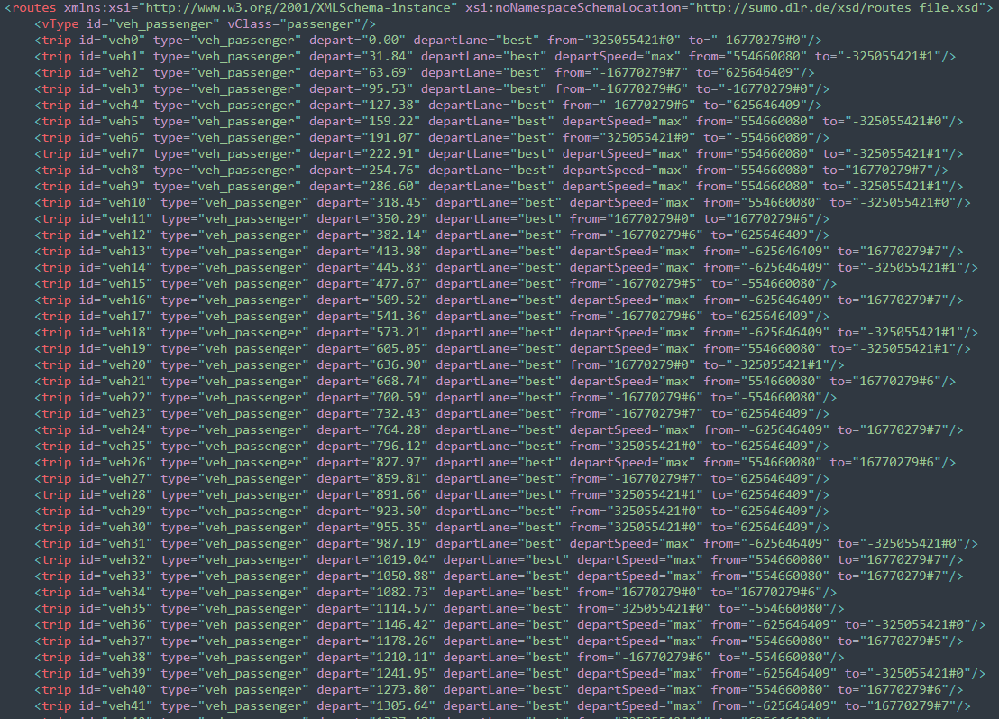 <routes xmlns:xsi="http://www.w3.org/2001/XMLSchema-instance" xsi:noNamespaceSchemaLocation="http://sumo.dlr.de/xsd/routes_file.xsd">
<vType id="veh_passenger" vClass="passenger"/>
<trip id="veh0" type="veh_passenger" depart="0.00" departLane="best" from="325055421#0" to="-16770279#0"/>
<trip id="veh1" type="veh_passenger" depart="31.84" departLane="best" departSpeed="max" from="554660080" to="-325055421#1"/>
<trip id="veh2" type="veh_passenger" depart="63.69" departLane="best" from="-16770279#7" to="625646409"/>
<trip id="veh3" type="veh_passenger" depart="95.53" departLane="best" from="-16770279#6" to="-16770279#0"/>
<trip id="veh4" type="veh_passenger" depart="127.38" departLane="best" from="-16770279#6" to="625646409"/>
<trip id="veh5" type="veh_passenger" depart="159.22" departLane="best" departSpeed="max" from="554660080" to="-325055421#0"/>
<trip id="veh6" type="veh_passenger" depart="191.07" departLane="best" from="325055421#0" to="-554660080"/>
<trip id="veh7" type="veh_passenger" depart="222.91" departLane="best" departSpeed="max" from="554660080" to="-325055421#1"/>
<trip id="veh8" type="veh_passenger" depart="254.76" departLane="best" departSpeed="max" from="554660080" to="16770279#7"/>
<trip id="veh9" type="veh_passenger" depart="286.60" departLane="best" departSpeed="max" from="554660080" to="-325055421#1"/>
<trip id="veh10" type="veh_passenger" depart="318.45" departLane="best" departSpeed="max" from="554660080" to="-325055421#0"/>
<trip id="veh11" type="veh_passenger" depart="350.29" departLane="best" from="16770279#0" to="16770279#6"/>
<trip id="veh12" type="veh_passenger" depart="382.14" departLane="best" from="-16770279#6" to="625646409"/>
<trip id="veh13" type="veh_passenger" depart="413.98" departLane="best" departSpeed="max" from="-625646409" to="16770279#7"/>
<trip id="veh14" type="veh_passenger" depart="445.83" departLane="best" departSpeed="max" from="-625646409" to="-325055421#1"/>
<trip id="veh15" type="veh_passenger" depart="477.67" departLane="best" from="-16770279#5" to="-554660080"/>
<trip id="veh16" type="veh_passenger" depart="509.52" departLane="best" departSpeed="max" from="-625646409" to="16770279#7"/>
<trip id="veh17" type="veh_passenger" depart="541.36" departLane="best" from="-16770279#6" to="625646409"/>
<trip id="veh18" type="veh_passenger" depart="573.21" departLane="best" departSpeed="max" from="-625646409" to="-325055421#1"/>
<trip id="veh19" type="veh_passenger" depart="605.05" departLane="best" departSpeed="max" from="554660080" to="-325055421#1"/>
<trip id="veh20" type="veh_passenger" depart="636.90" departLane="best" from="16770279#0" to="-325055421#1"/>
<trip id="veh21" type="veh_passenger" depart="668.74" departLane="best" departSpeed="max" from="554660080" to="16770279#6"/>
<trip id="veh22" type="veh_passenger" depart="700.59" departLane="best" from="-16770279#6" to="-554660080"/>
<trip id="veh23" type="veh_passenger" depart="732.43" departLane="best" from="-16770279#7" to="625646409"/>
<trip id="veh24" type="veh_passenger" depart="764.28" departLane="best" departSpeed="max" from="-625646409" to="16770279#7"/>
<trip id="veh25" type="veh_passenger" depart="796.12" departLane="best" from="325055421#0" to="625646409"/>
<trip id="veh26" type="veh_passenger" depart="827.97" departLane="best" departSpeed="max" from="554660080" to="16770279#6"/>
<trip id="veh27" type="veh_passenger" depart="859.81" departLane="best" from="-16770279#7" to="625646409"/>
<trip id="veh28" type="veh_passenger" depart="891.66" departLane="best" from="325055421#1" to="625646409"/>
<trip id="veh29" type="veh_passenger" depart="923.50" departLane="best" from="325055421#0" to="625646409"/>
<trip id="veh30" type="veh_passenger" depart="955.35" departLane="best" from="325055421#0" to="625646409"/>
<trip id="veh31" type="veh_passenger" depart="987.19" departLane="best" departSpeed="max" from="-625646409" to="-325055421#0"/>
<trip id="veh32" type="veh_passenger" depart="1019.04" departLane="best" departSpeed="max" from="554660080" to="16770279#7"/>
<trip id="veh33" type="veh_passenger" depart="1050.88" departLane="best" departSpeed="max" from="554660080" to="16770279#7"/>
<trip id="veh34" type="veh_passenger" depart="1082.73" departLane="best" from="16770279#0" to="16770279#6"/>
<trip id="veh35" type="veh_passenger" depart="1114.57" departLane="best" from="325055421#0" to="-554660080"/>
<trip id="veh36" type="veh_passenger" depart="1146.42" departLane="best" departSpeed="max" from="-625646409" to="-325055421#0"/>
<trip id="veh37" type="veh_passenger" depart="1178.26" departLane="best" departSpeed="max" from="554660080" to="16770279#5"/>
<trip id="veh38" type="veh_passenger" depart="1210.11" departLane="best" from="-16770279#6" to="-554660080"/>
<trip id="veh39" type="veh_passenger" depart="1241.95" departLane="best" departSpeed="max" from="-625646409" to="-325055421#0"/>
<trip id="veh40" type="veh_passenger" depart="1273.80" departLane="best" departSpeed="max" from="554660080" to="16770279#6"/>
<trip id="veh41" type="veh_passenger" depart="1305.64" departLane="best" departSpeed="max" from="-625646409" to="16770279#7"/>